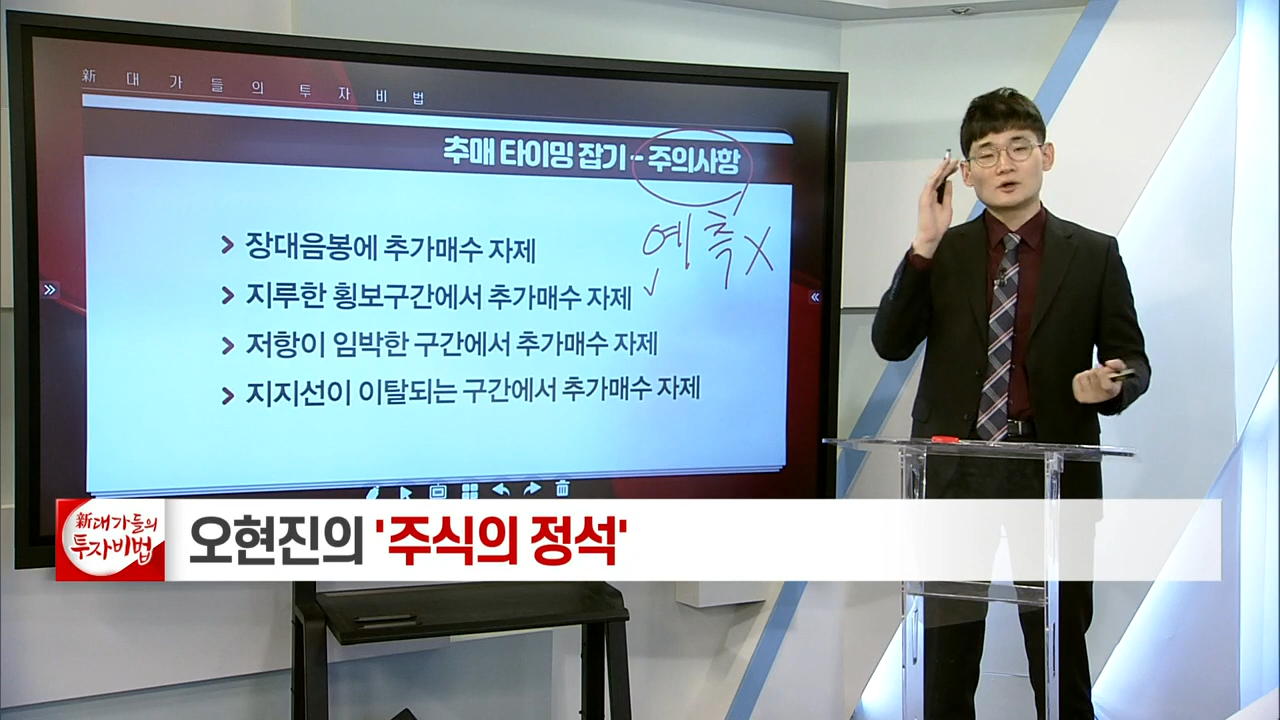 新 대 가 들 의 투 자 비 법
추매 타이밍 잡기 - 주의사항
예측 X
장대음봉에 추가매수 자제
지루한 횡보구간에서 추가매수 자제
저항이 임박한 구간에서 추가매수 자제
지지선이 이탈되는 구간에서 추가매수 자제
新대가들의
투자비법
오현진의 '주식의 정석'